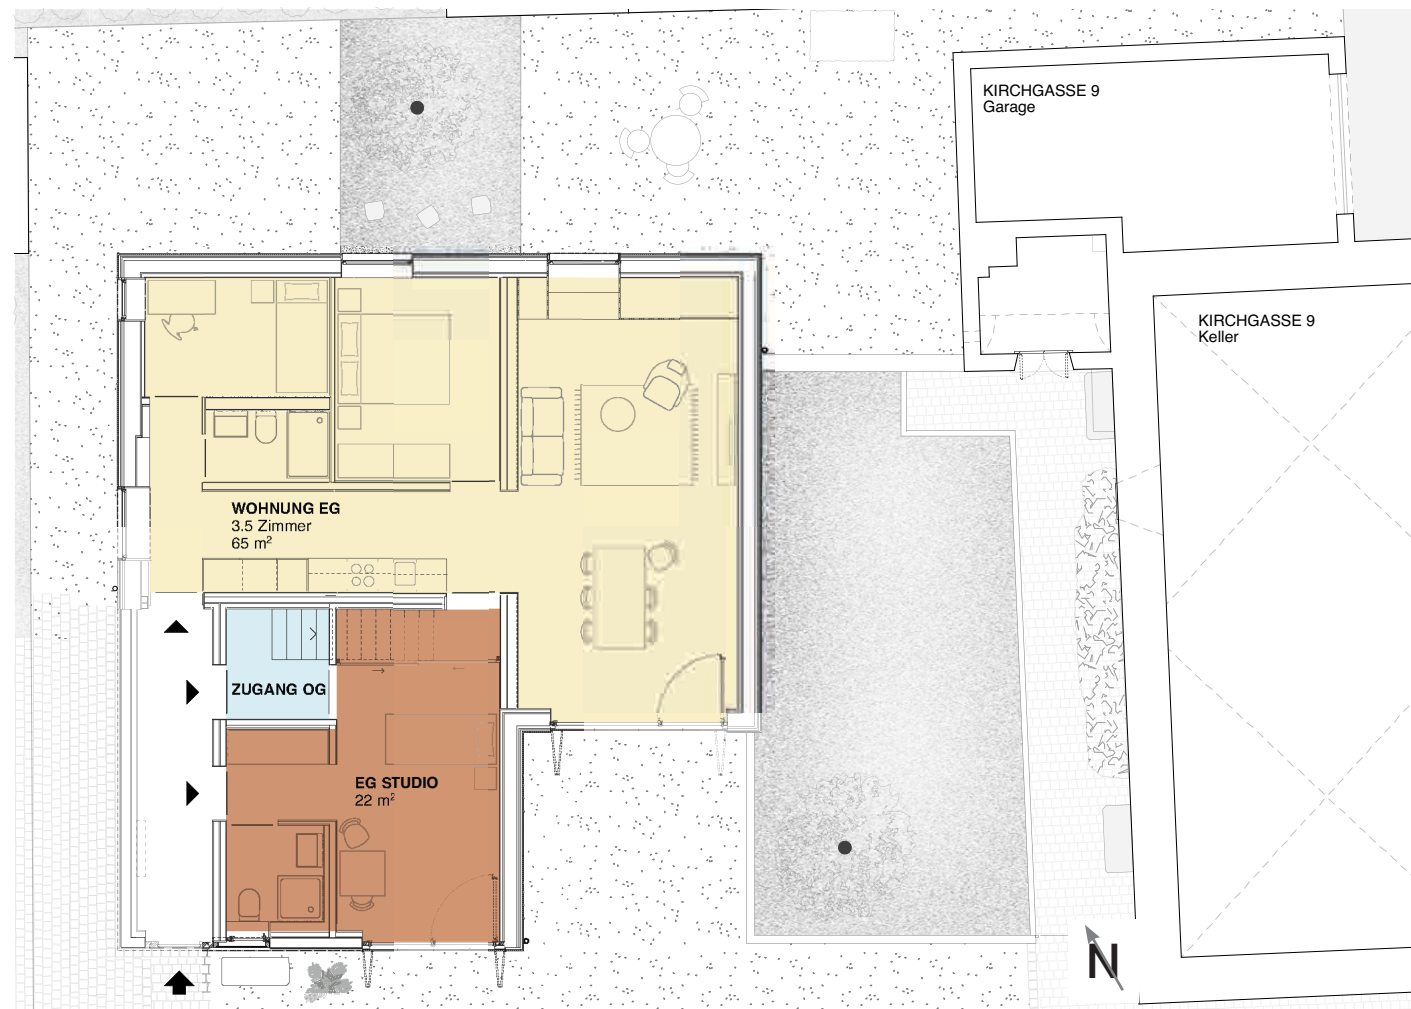 KIRCHGASSE 9
Garage
KIRCHGASSE 9
Keller
WOHNUNG EG
3.5 Zimmer
65 m²
ZUGANG OG
EG STUDIO
22 m²
N